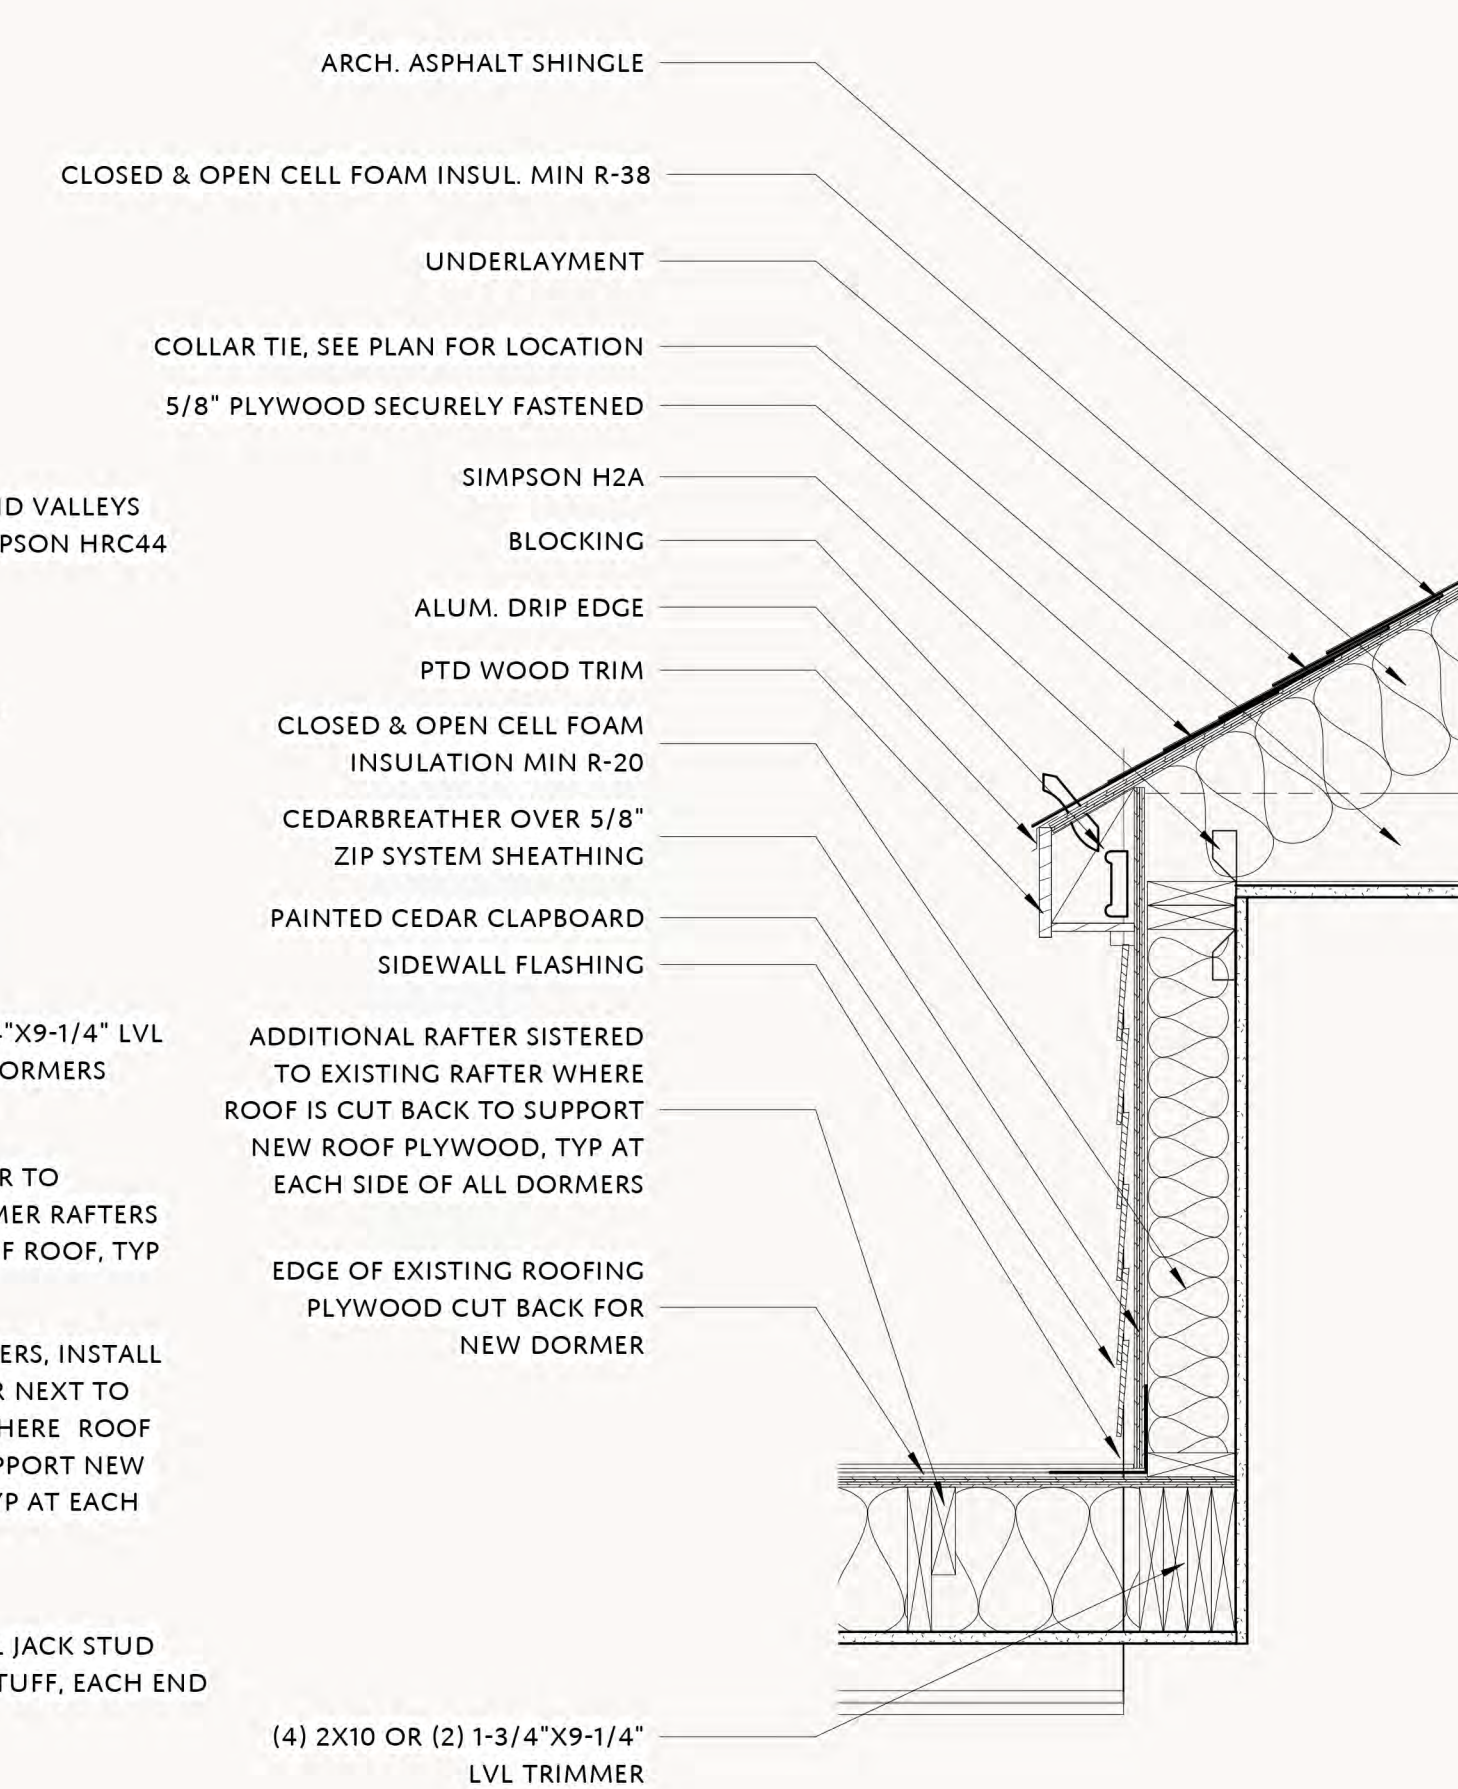 ARCH. ASPHALT SHINGLE
CLOSED & OPEN CELL FOAM INSUL. MIN R-38
UNDERLAYMENT
COLLAR TIE, SEE PLAN FOR LOCATION
5/8" PLYWOOD SECURELY FASTENED
SIMPSON H2A
BLOCKING
ALUM. DRIP EDGE
PTD WOOD TRIM
CLOSED & OPEN CELL FOAM
INSULATION MIN R-20
CEDARBREATHER OVER 5/8"
ZIP SYSTEM SHEATHING
PAINTED CEDAR CLAPBOARD
SIDEWALL FLASHING
ADDITIONAL RAFTER SISTERED
TO EXISTING RAFTER WHERE
ROOF IS CUT BACK TO SUPPORT
NEW ROOF PLYWOOD, TYP AT
EACH SIDE OF ALL DORMERS
EDGE OF EXISTING ROOFING
PLYWOOD CUT BACK FOR
NEW DORMER
(4) 2X10 OR (2) 1-3/4"X9-1/4"
LVL TRIMMER
VALLEYS
HRC44
"X9-1/4" LVL
ORMERS
R TO
MER RAFTERS
F ROOF, TYP
ERS, INSTALL
R NEXT TO
HERE ROOF
PPORT NEW
YP AT EACH
JACK STUD
TUFF, EACH END